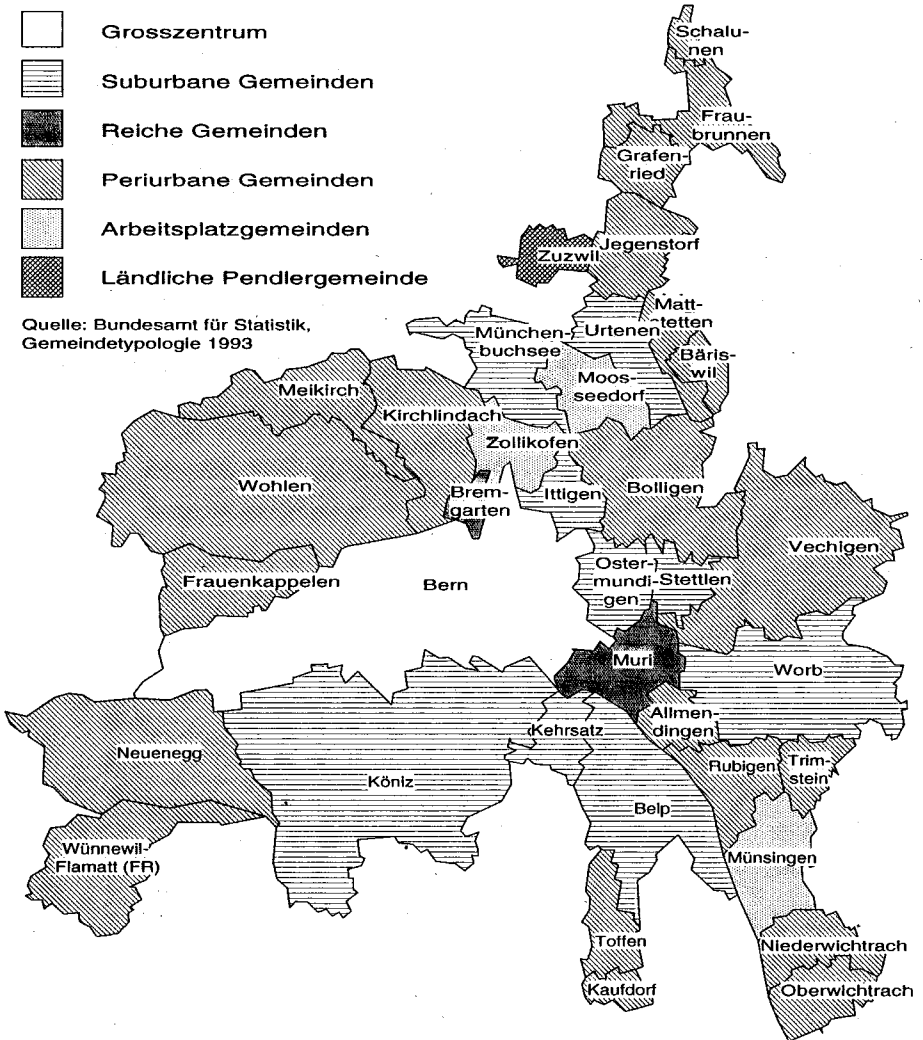 Grosszentrum
Suburbane Gemeinden
Reiche Gemeinden
Periurbane Gemeinden
Arbeitsplatzgemeinden
Ländliche Pendlergemeinde
Quelle: Bundesamt für Statistik,
Gemeindetypologie 1993
Schalu-
nen
Frau-
brunnen
Grafen-
ried
Zuzwil
Jegenstorf
Matt-
stetten
Urtenen
München-
buchsee
Bäris-
wil
Moos-
seedorf
Meikirch
Kirchlindach
Zollikofen
Wohlen
Brem-
garten
Ittigen
Bolligen
Vechigen
Frauenkappelen
Bern
Oster-
mundi-
gen
Stettlen
Muri
Worb
Allmen-
dingen
Kehrsatz
Neuenegg
Köniz
Rubigen
Trim-
stein
Belp
Wünnewil-
Flamatt (FR)
Münsingen
Toffen
Niederwichtrach
Kaufdorf
Oberwichtrach